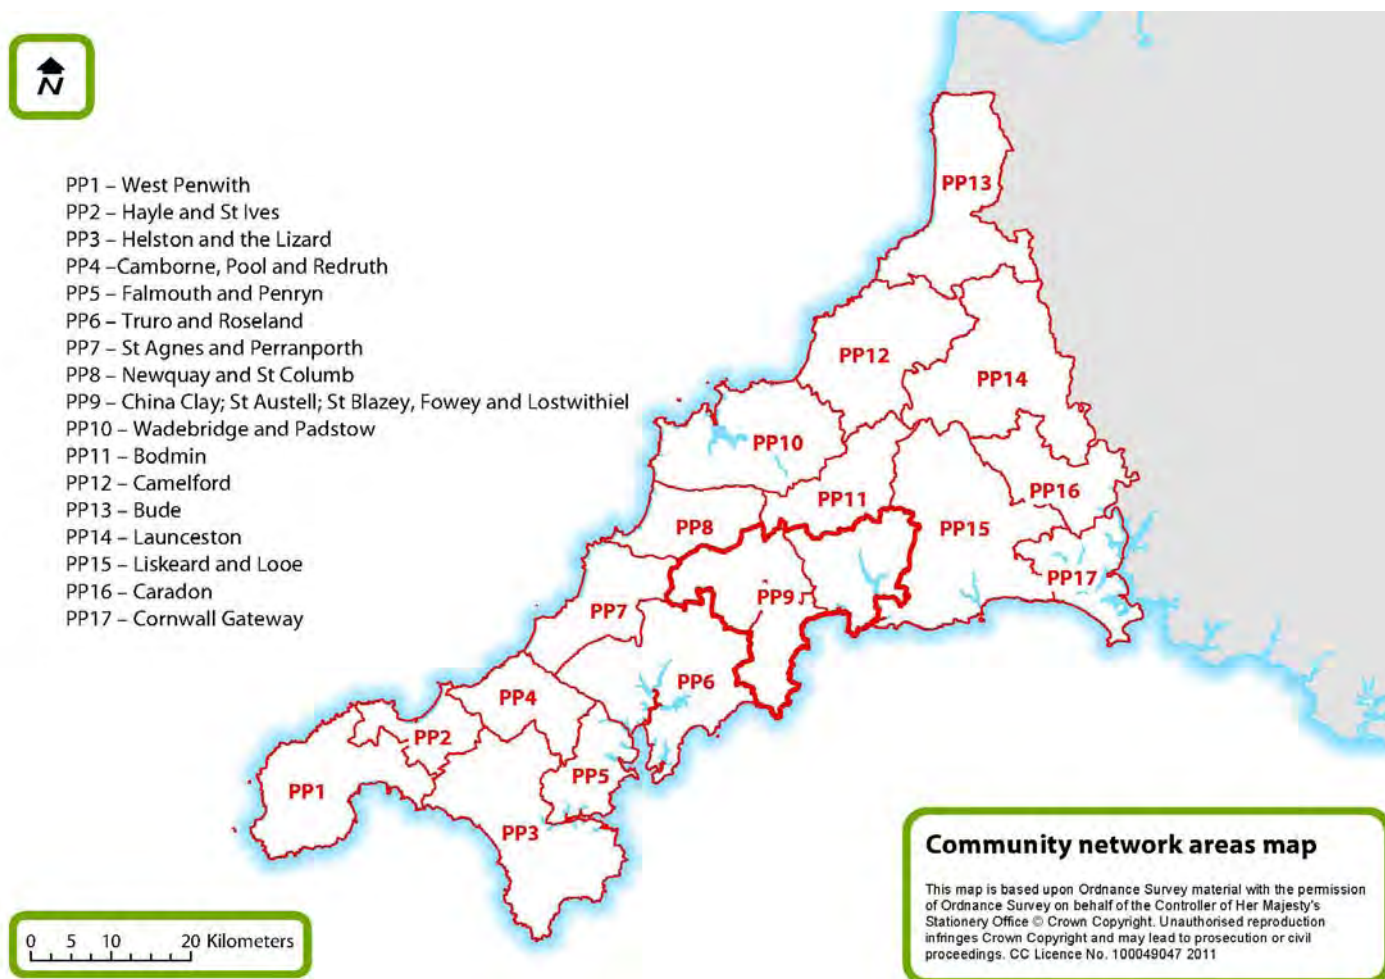 N
PP1 – West Penwith
PP2 – Hayle and St Ives
PP3 – Helston and the Lizard
PP4 –Camborne, Pool and Redruth
PP5 – Falmouth and Penryn
PP6 – Truro and Roseland
PP7 – St Agnes and Perranporth
PP8 – Newquay and St Columb
PP9 – China Clay; St Austell; St Blazey, Fowey and Lostwithiel
PP10 – Wadebridge and Padstow
PP11 – Bodmin
PP12 – Camelford
PP13 – Bude
PP14 – Launceston
PP15 – Liskeard and Looe
PP16 – Caradon
PP17 – Cornwall Gateway
PP13
PP12
PP14
PP10
PP16
PP11
PP8
PP15
PP17
PP9
PP7
PP6
PP4
PP2
PP5
PP1
PP3
0 5 10 20 Kilometers
Community network areas map
This map is based upon Ordnance Survey material with the permission
of Ordnance Survey on behalf of the Controller of Her Majesty's
Stationery Office © Crown Copyright. Unauthorised reproduction
infringes Crown Copyright and may lead to prosecution or civil
proceedings. CC Licence No. 100049047 2011